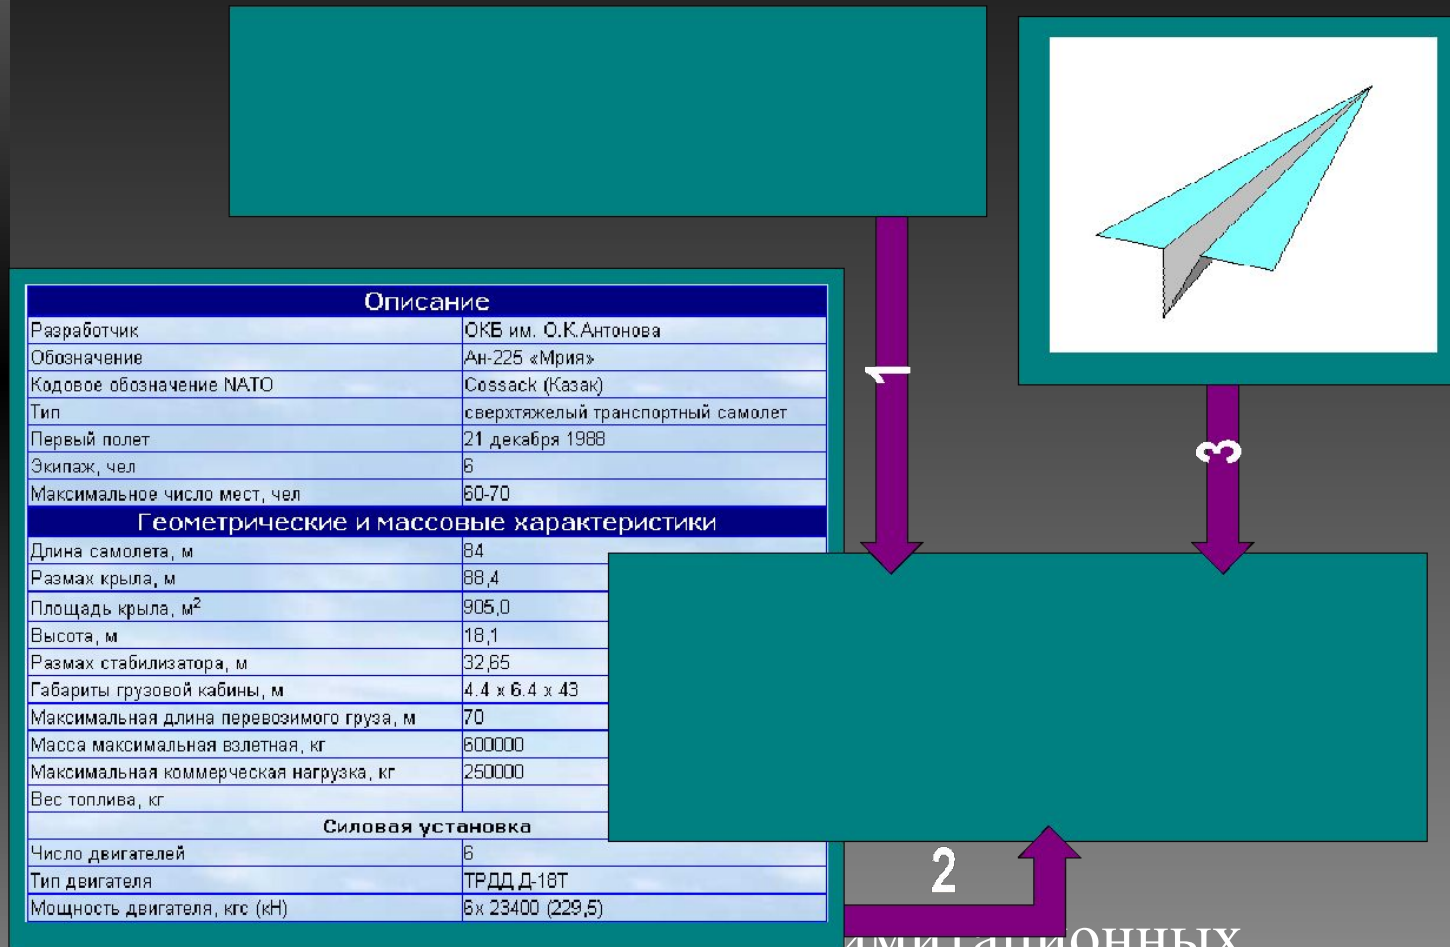 Описание
Разработчик ОКБ им. О.К.Антонова
Обозначение Ан-225 «Мрия»
Кодовое обозначение NATO Cossack (Казак)
Тип сверхтяжелый транспортный самолет
Первый полет 21 декабря 1988
Экипаж, чел 6
Максимальное число мест, чел 60-70
Геометрические и массовые характеристики
Длина самолета, м 84
Размах крыла, м 88,4
Площадь крыла, м² 905,0
Высота, м 18,1
Размах стабилизатора, м 32,65
Габариты грузовой кабины, м 4.4 x 6.4 x 43
Максимальная длина перевозимого груза, м 70
Масса максимальная взлетная, кг 600000
Максимальная коммерческая нагрузка, кг 250000
Вес топлива, кг
Силовая установка
Число двигателей 6
Тип двигателя ТРДД Д-18Т
Мощность двигателя, кгс (кН) 6x 23400 (229,5)
1
3
2
имитационных